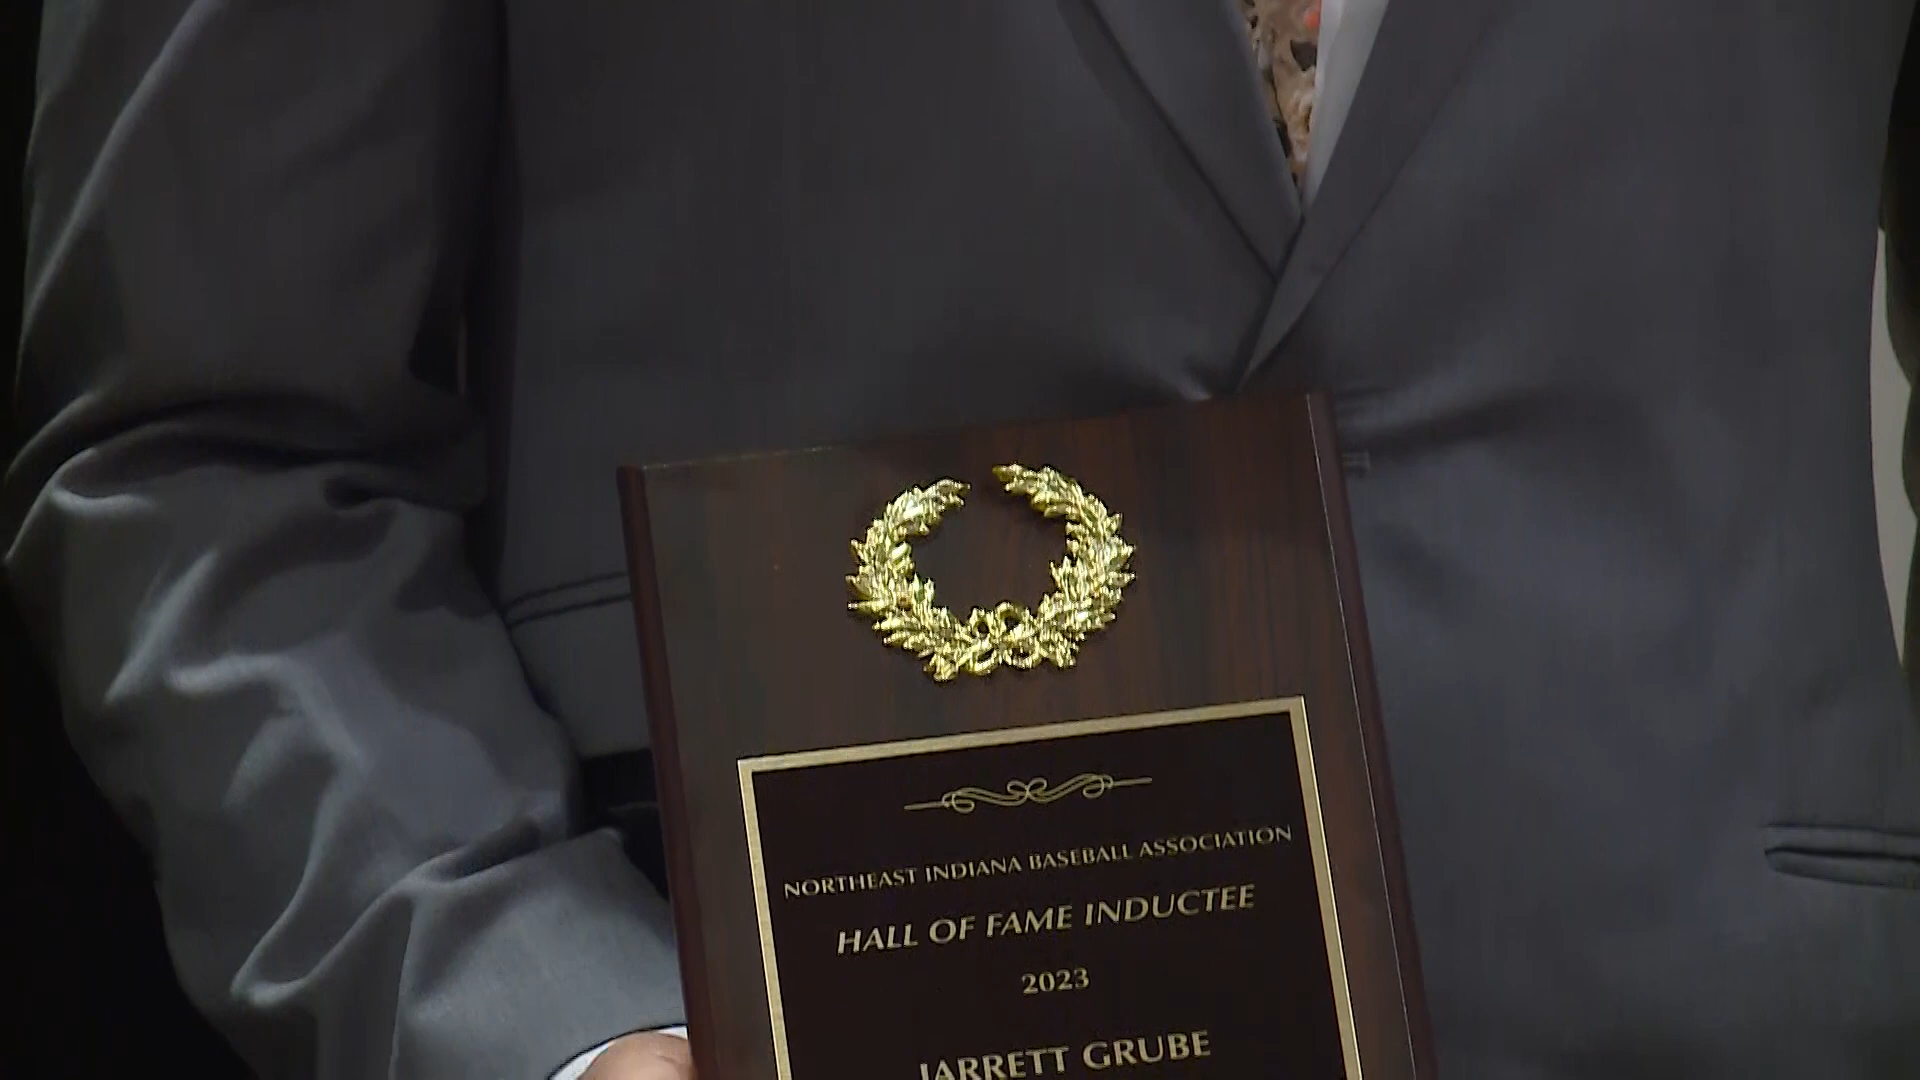 NORTHEAST INDIANA BASEBALL ASSOCIATION
HALL OF FAME INDUCTEE
2023
JARRETT GRUBE